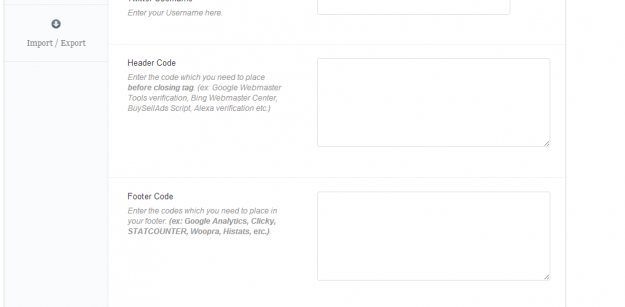 Twitter Username
Enter your Username here.
Import / Export
Header Code
Enter the code which you need to place
before closing tag. (ex: Google Webmaster
Tools verification, Bing Webmaster Center,
BuySellAds Script, Alexa verification etc.)
Footer Code
Enter the codes which you need to place in
your footer. (ex: Google Analytics, Clicky,
STATCOUNTER, Woopra, Histats, etc.)